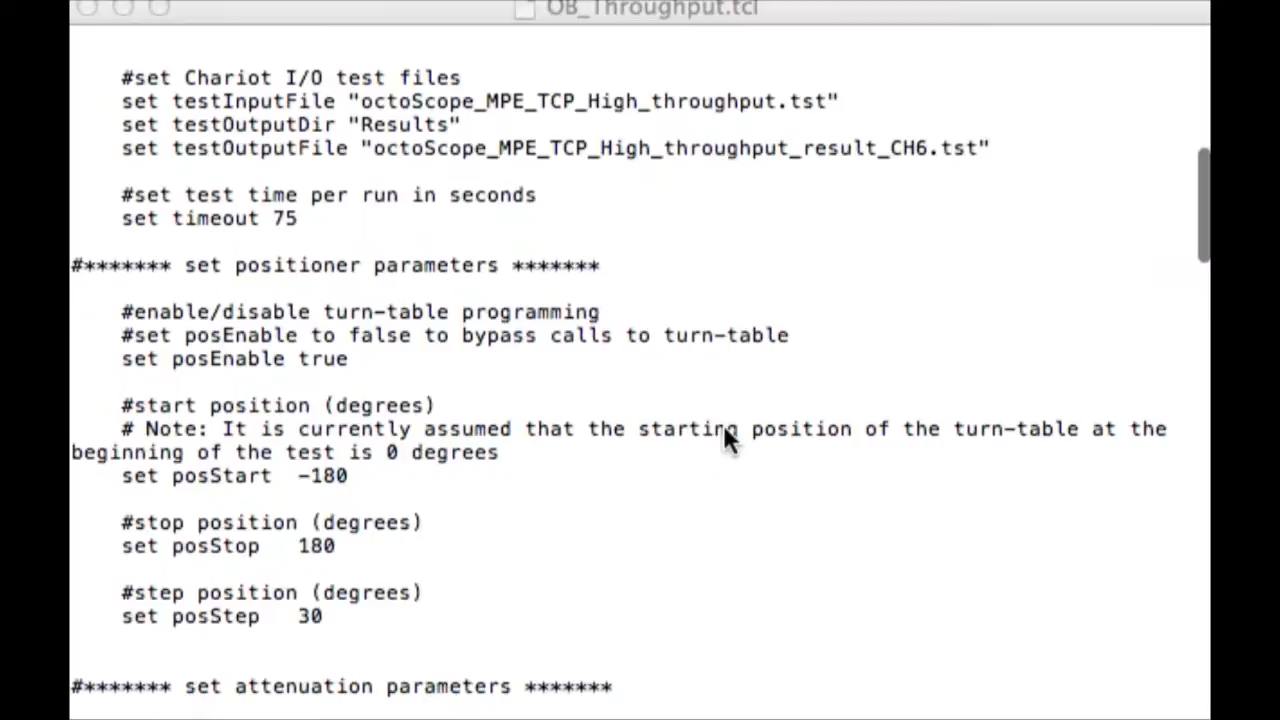 OB_Throughput.tcl
#set Chariot I/O test files
set testInputFile "octoScope_MPE_TCP_High_throughput.tst"
set testOutputDir "Results"
set testOutputFile "octoScope_MPE_TCP_High_throughput_result_CH6.tst"
#set test time per run in seconds
set timeout 75
#******* set positioner parameters *******
#enable/disable turn-table programming
#set posEnable to false to bypass calls to turn-table
set posEnable true
#start position (degrees)
# Note: It is currently assumed that the starting position of the turn-table at the
beginning of the test is 0 degrees
set posStart  -180
#stop position (degrees)
set posStop   180
#step position (degrees)
set posStep   30
#******* set attenuation parameters *******